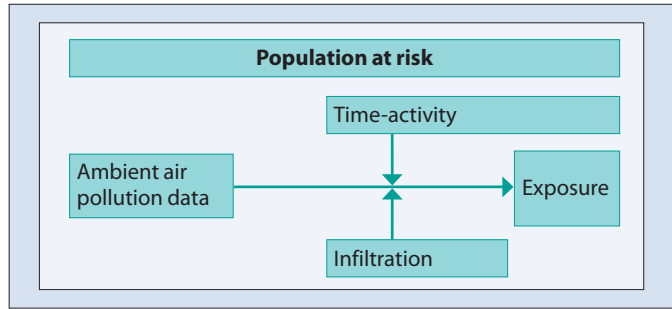 Population at risk
Time-activity
Ambient air
pollution data
Exposure
Infiltration